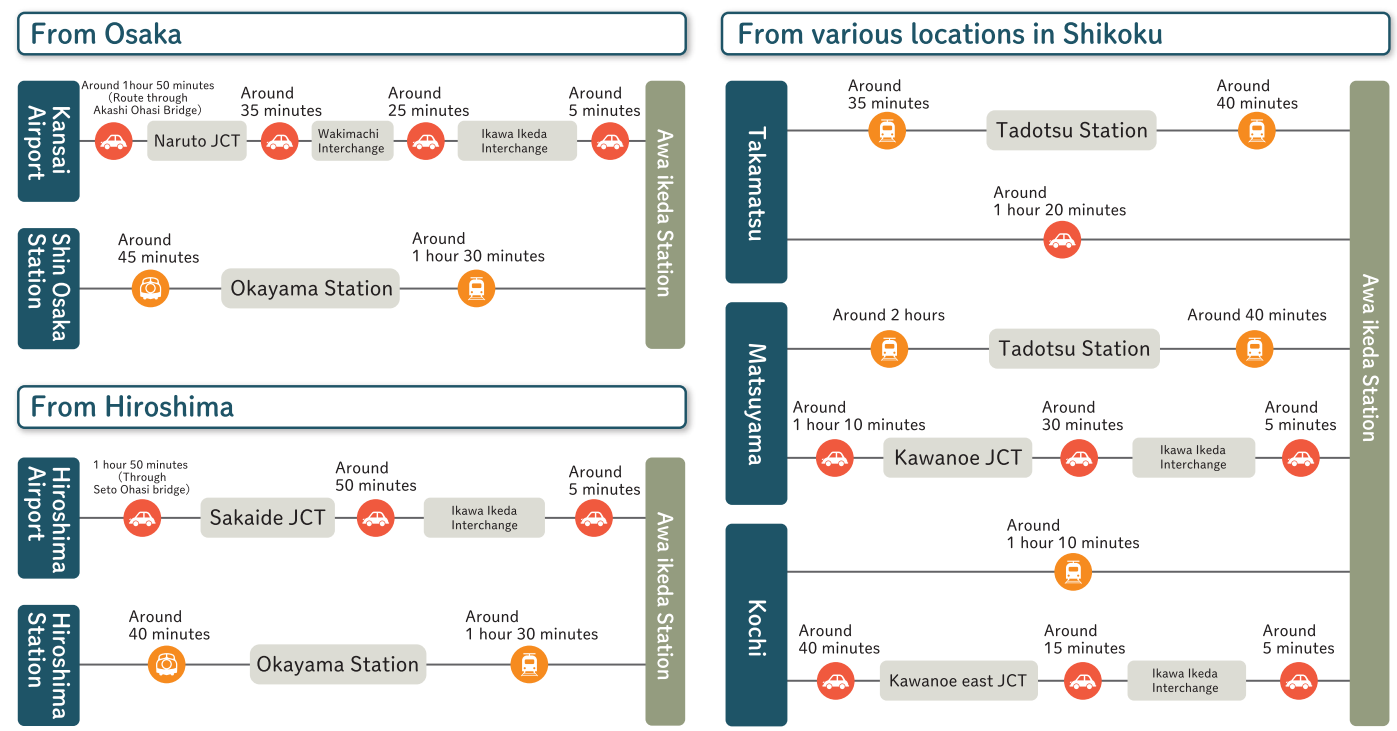 From Osaka
Kansai
Airport
Around 1hour 50 minutes
(Route through
Akashi Ohasi Bridge)
Naruto JCT
Around
35 minutes
Wakimachi
Interchange
Around
25 minutes
Ikawa Ikeda
Interchange
Around
5 minutes
Shin Osaka
Station
Around
45 minutes
Okayama Station
Around
1 hour 30 minutes
Awa ikeda Station
From Hiroshima
Hiroshima
Airport
1 hour 50 minutes
(Through
Seto Ohasi bridge)
Sakaide JCT
Around
50 minutes
Ikawa Ikeda
Interchange
Around
5 minutes
Hiroshima
Station
Around
40 minutes
Okayama Station
Around
1 hour 30 minutes
Awa ikeda Station
From various locations in Shikoku
Takamatsu
Around
35 minutes
Tadotsu Station
Around
40 minutes
Around
1 hour 20 minutes
Matsuyama
Around 2 hours
Tadotsu Station
Around 40 minutes
Around
1 hour 10 minutes
Kawanoe JCT
Around
30 minutes
Ikawa Ikeda
Interchange
Around
5 minutes
Kochi
Around
1 hour 10 minutes
Around
40 minutes
Kawanoe east JCT
Around
15 minutes
Ikawa Ikeda
Interchange
Around
5 minutes
Awa ikeda Station